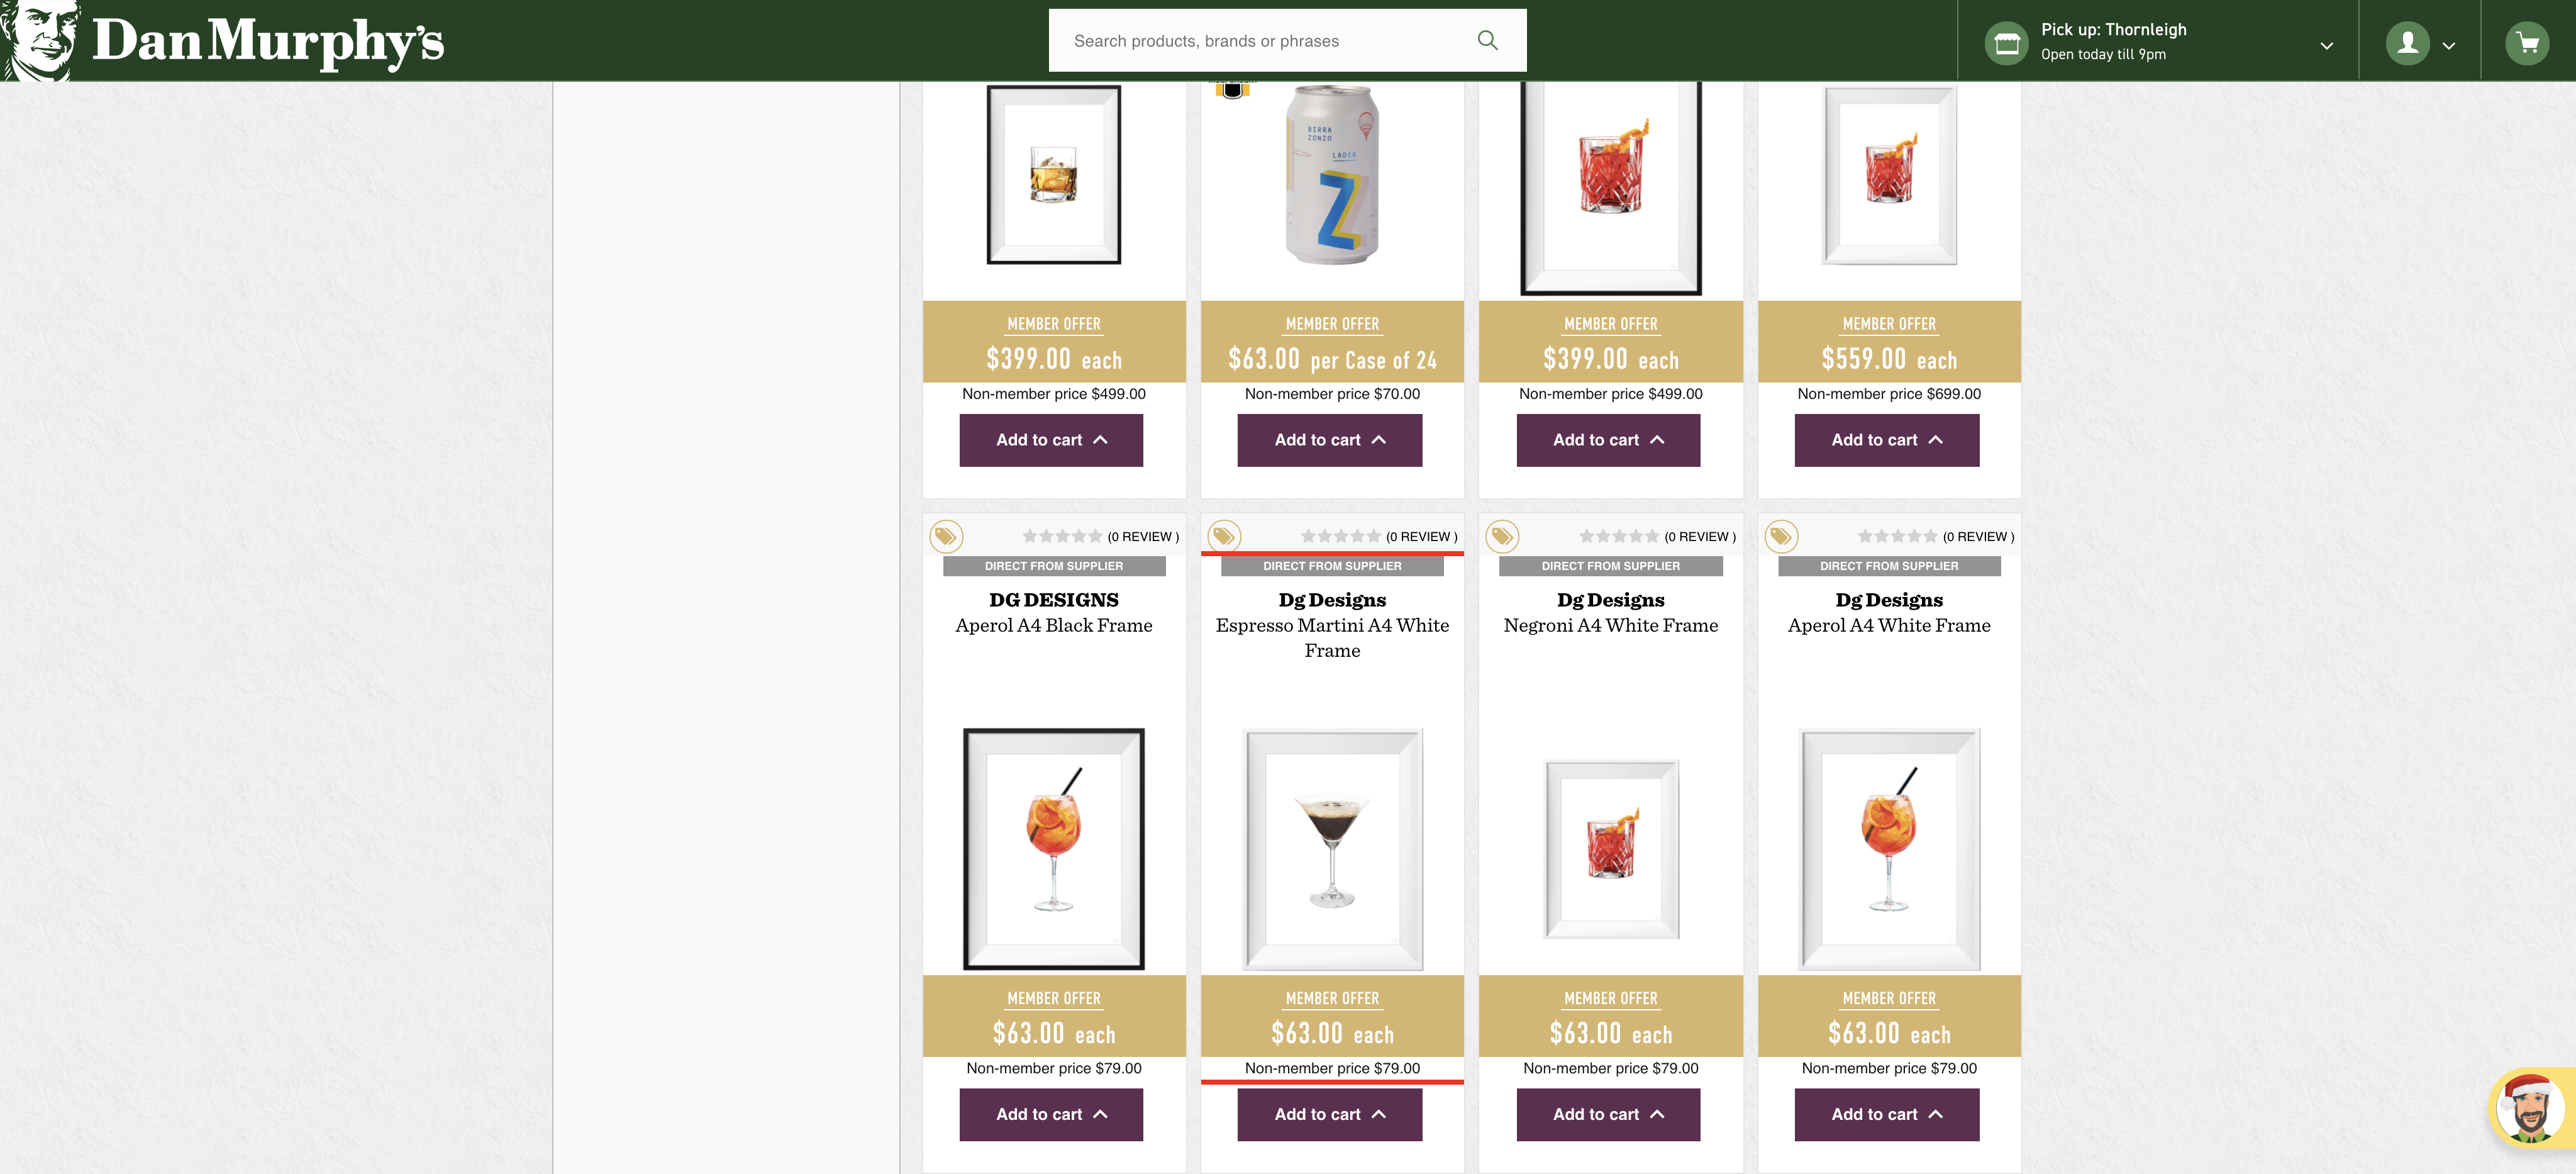 Dan Murphy's
Search products, brands or phrases
Pick up: Thornleigh
Open today till 9pm
BIRRA
ZONZO
LAGER
Z
MEMBER OFFER
$399.00 each
Non-member price $499.00
Add to cart
MEMBER OFFER
$63.00 per Case of 24
Non-member price $70.00
Add to cart
MEMBER OFFER
$399.00 each
Non-member price $499.00
Add to cart
MEMBER OFFER
$559.00 each
Non-member price $699.00
Add to cart
(0 REVIEW )
DIRECT FROM SUPPLIER
DG DESIGNS
Aperol A4 Black Frame
MEMBER OFFER
$63.00 each
Non-member price $79.00
Add to cart
(0 REVIEW )
DIRECT FROM SUPPLIER
Dg Designs
Espresso Martini A4 White
Frame
MEMBER OFFER
$63.00 each
Non-member price $79.00
Add to cart
(0 REVIEW )
DIRECT FROM SUPPLIER
Dg Designs
Negroni A4 White Frame
MEMBER OFFER
$63.00 each
Non-member price $79.00
Add to cart
(0 REVIEW )
DIRECT FROM SUPPLIER
Dg Designs
Aperol A4 White Frame
MEMBER OFFER
$63.00 each
Non-member price $79.00
Add to cart